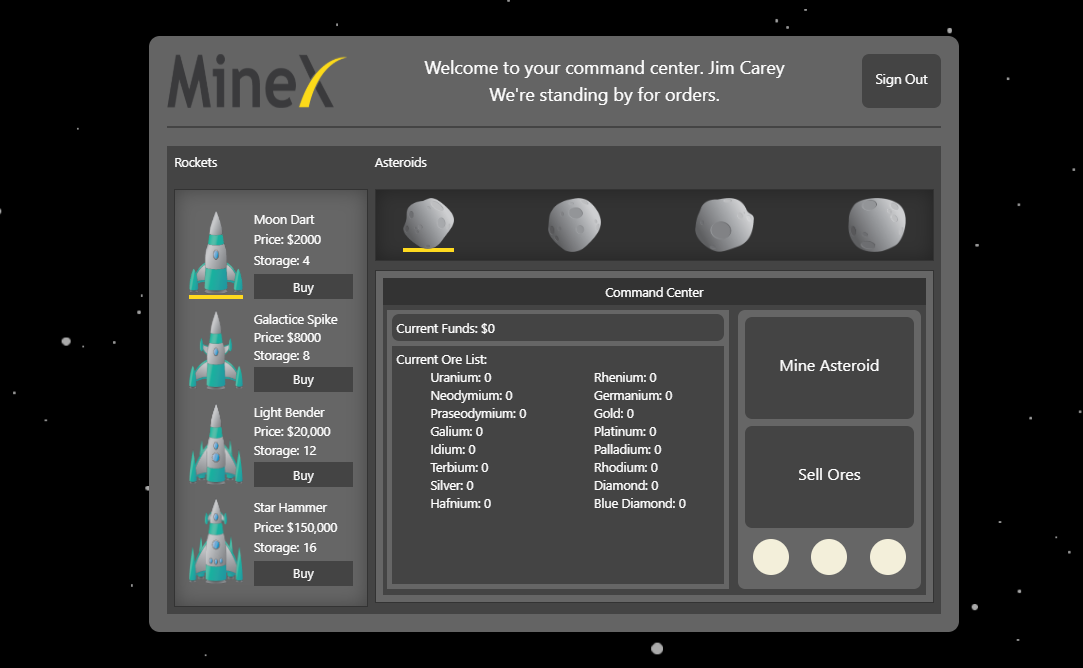 MineX
Welcome to your command center. Jim Carey
We're standing by for orders.
Sign Out
Rockets
Asteroids
Moon Dart
Price: $2000
Storage: 4
Buy
Galactice Spike
Price: $8000
Storage: 8
Buy
Light Bender
Price: $20,000
Storage: 12
Buy
Star Hammer
Price: $150,000
Storage: 16
Buy
Command Center
Current Funds: $0
Current Ore List:
Uranium: 0
Neodymium: 0
Praseodymium: 0
Galium: 0
Idium: 0
Terbium: 0
Silver: 0
Hafnium: 0
Rhenium: 0
Germanium: 0
Gold: 0
Platinum: 0
Palladium: 0
Rhodium: 0
Diamond: 0
Blue Diamond: 0
Mine Asteroid
Sell Ores